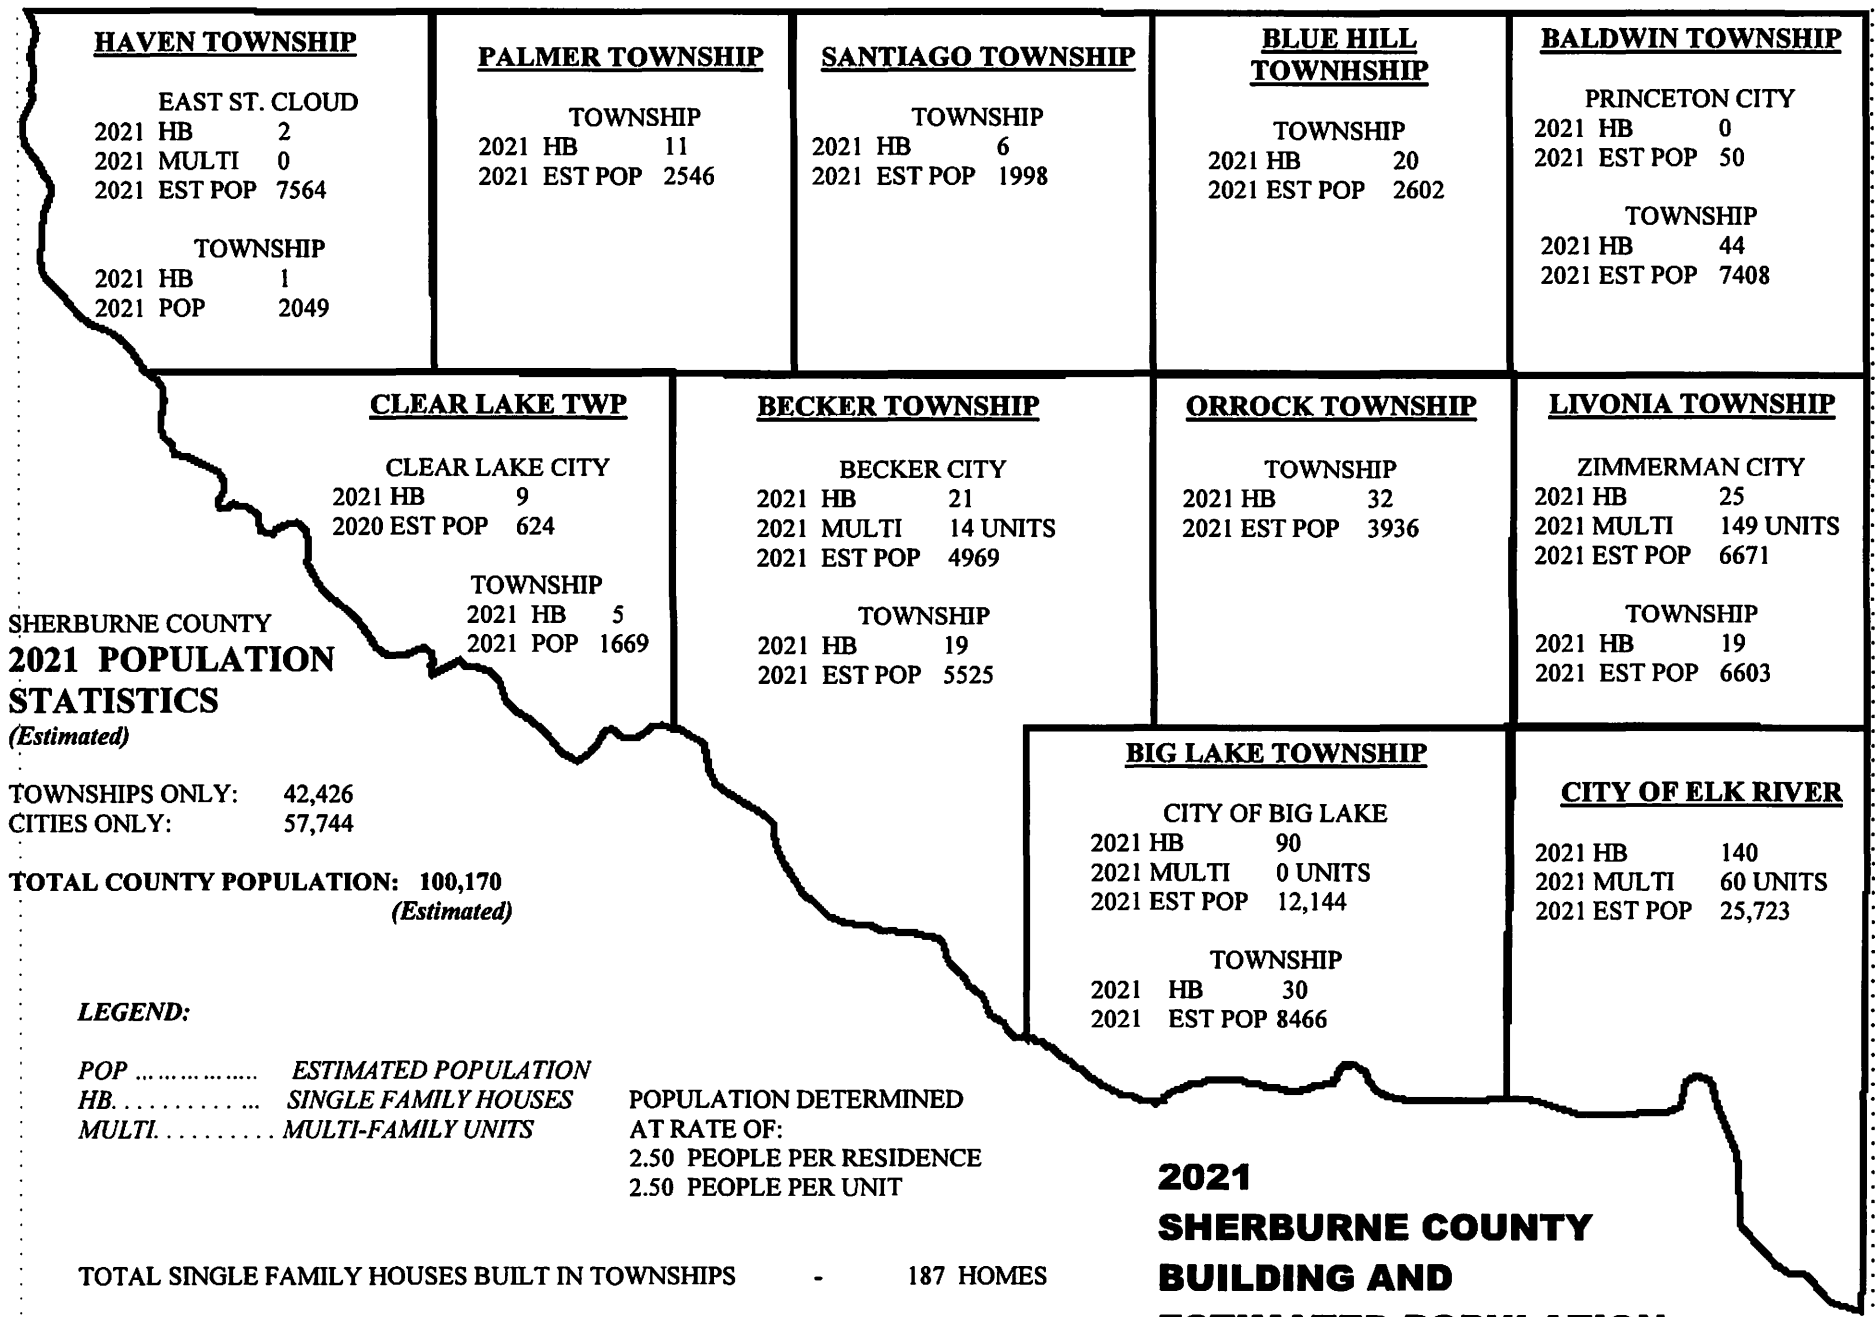 HAVEN TOWNSHIP
EAST ST. CLOUD
2021 HB 2
2021 MULTI 0
2021 EST POP 7564
TOWNSHIP
2021 HB 1
2021 POP 2049
PALMER TOWNSHIP
TOWNSHIP
2021 HB 11
2021 EST POP 2546
SANTIAGO TOWNSHIP
TOWNSHIP
2021 HB 6
2021 EST POP 1998
BLUE HILL
TOWNHSHIP
TOWNSHIP
2021 HB 20
2021 EST POP 2602
BALDWIN TOWNSHIP
PRINCETON CITY
2021 HB 0
2021 EST POP 50
TOWNSHIP
2021 HB 44
2021 EST POP 7408
CLEAR LAKE TWP
CLEAR LAKE CITY
2021 HB 9
2020 EST POP 624
TOWNSHIP
2021 HB 5
2021 POP 1669
BECKER TOWNSHIP
BECKER CITY
2021 HB 21
2021 MULTI 14 UNITS
2021 EST POP 4969
TOWNSHIP
2021 HB 19
2021 EST POP 5525
ORROCK TOWNSHIP
TOWNSHIP
2021 HB 32
2021 EST POP 3936
LIVONIA TOWNSHIP
ZIMMERMAN CITY
2021 HB 25
2021 MULTI 149 UNITS
2021 EST POP 6671
TOWNSHIP
2021 HB 19
2021 EST POP 6603
SHERBURNE COUNTY
2021 POPULATION
STATISTICS
(Estimated)
TOWNSHIPS ONLY: 42,426
CITIES ONLY: 57,744
TOTAL COUNTY POPULATION: 100,170
(Estimated)
BIG LAKE TOWNSHIP
CITY OF BIG LAKE
2021 HB 90
2021 MULTI 0 UNITS
2021 EST POP 12,144
TOWNSHIP
2021 HB 30
2021 EST POP 8466
CITY OF ELK RIVER
2021 HB 140
2021 MULTI 60 UNITS
2021 EST POP 25,723
LEGEND:
POP ................ ESTIMATED POPULATION
HB. . . . . . . . . . ... SINGLE FAMILY HOUSES
MULTI. . . . . . . . . . MULTI-FAMILY UNITS
POPULATION DETERMINED
AT RATE OF:
2.50 PEOPLE PER RESIDENCE
2.50 PEOPLE PER UNIT
TOTAL SINGLE FAMILY HOUSES BUILT IN TOWNSHIPS - 187 HOMES
2021
SHERBURNE COUNTY
BUILDING AND
ESTIMATED POPULATION